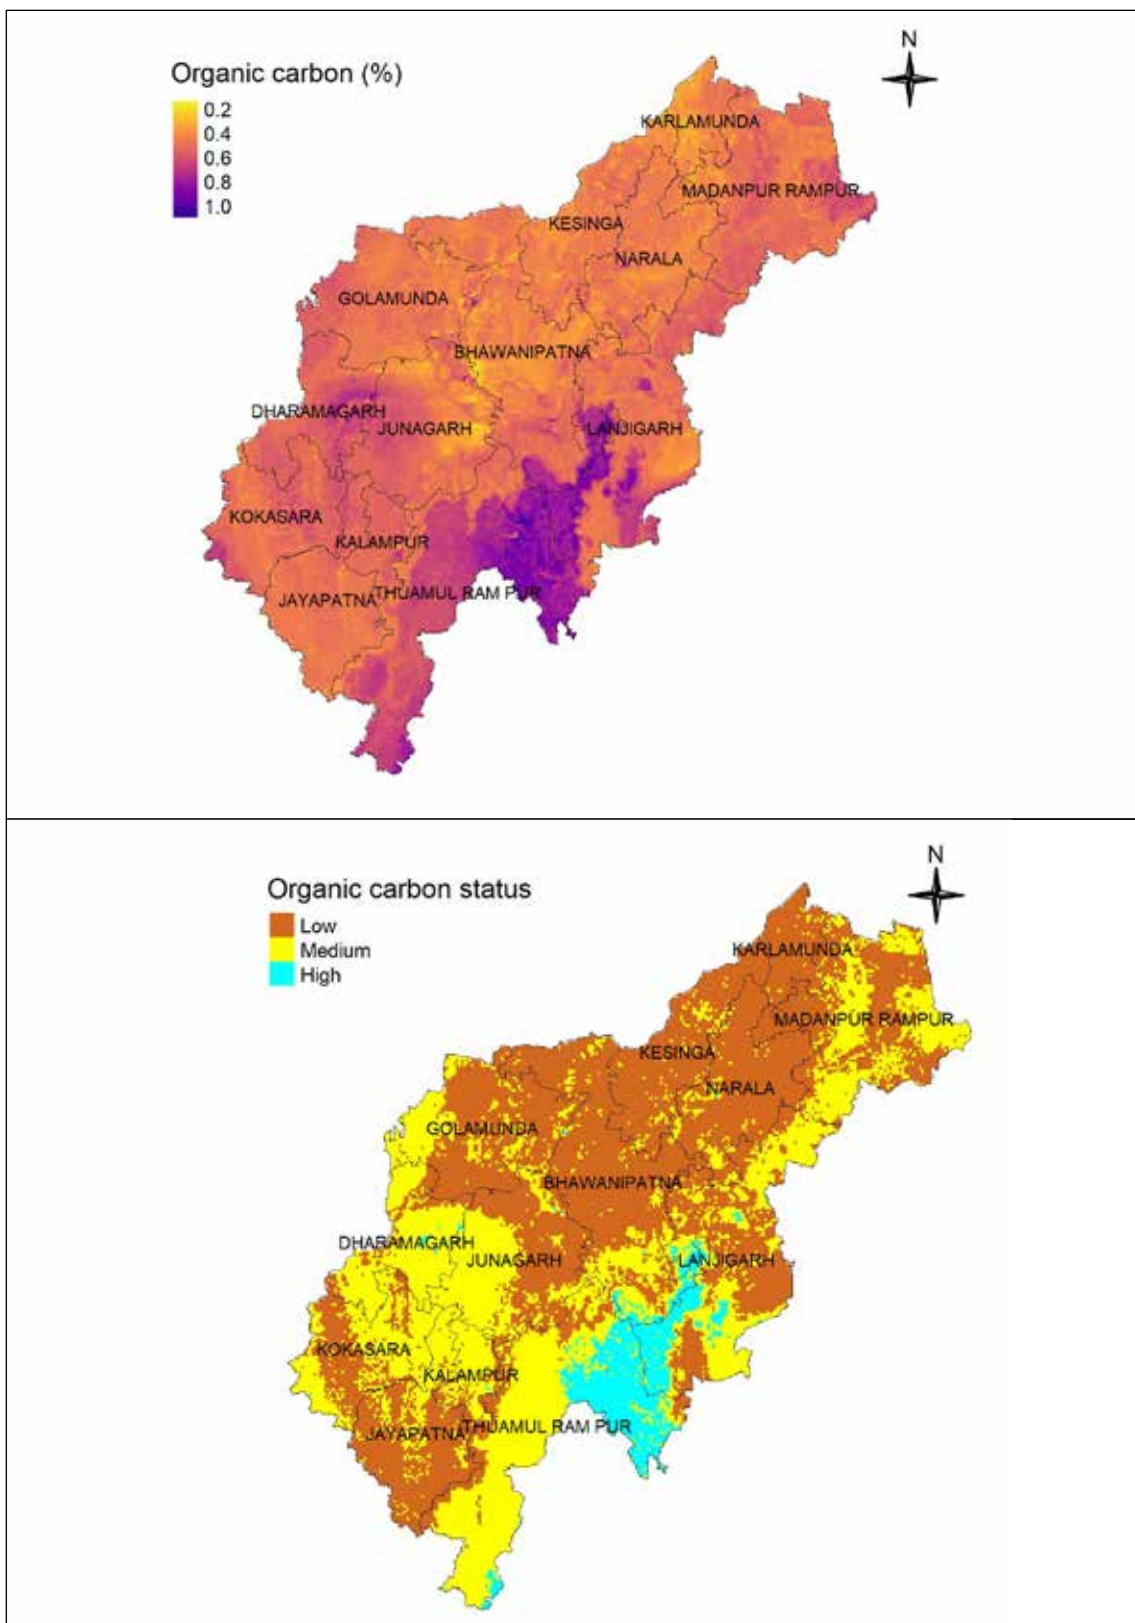 N
Organic carbon (%)
0.2
0.4
0.6
0.8
1.0
KARLAMUNDA
MADANPUR RAMPUR
KESINGA
NARALA
GOLAMUNDA
BHAWANIPATNA
DHARAMAGARH
JUNAGARH
LANJIGARH
KOKASARA
KALAMPUR
JAYAPATNA
THUAMUL RAM PUR
N
Organic carbon status
Low
Medium
High
KARLAMUNDA
MADANPUR RAMPUR
KESINGA
NARALA
GOLAMUNDA
BHAWANIPATNA
DHARAMAGARH
JUNAGARH
LANJIGARH
KOKASARA
KALAMPUR
JAYAPATNA
THUAMUL RAM PUR